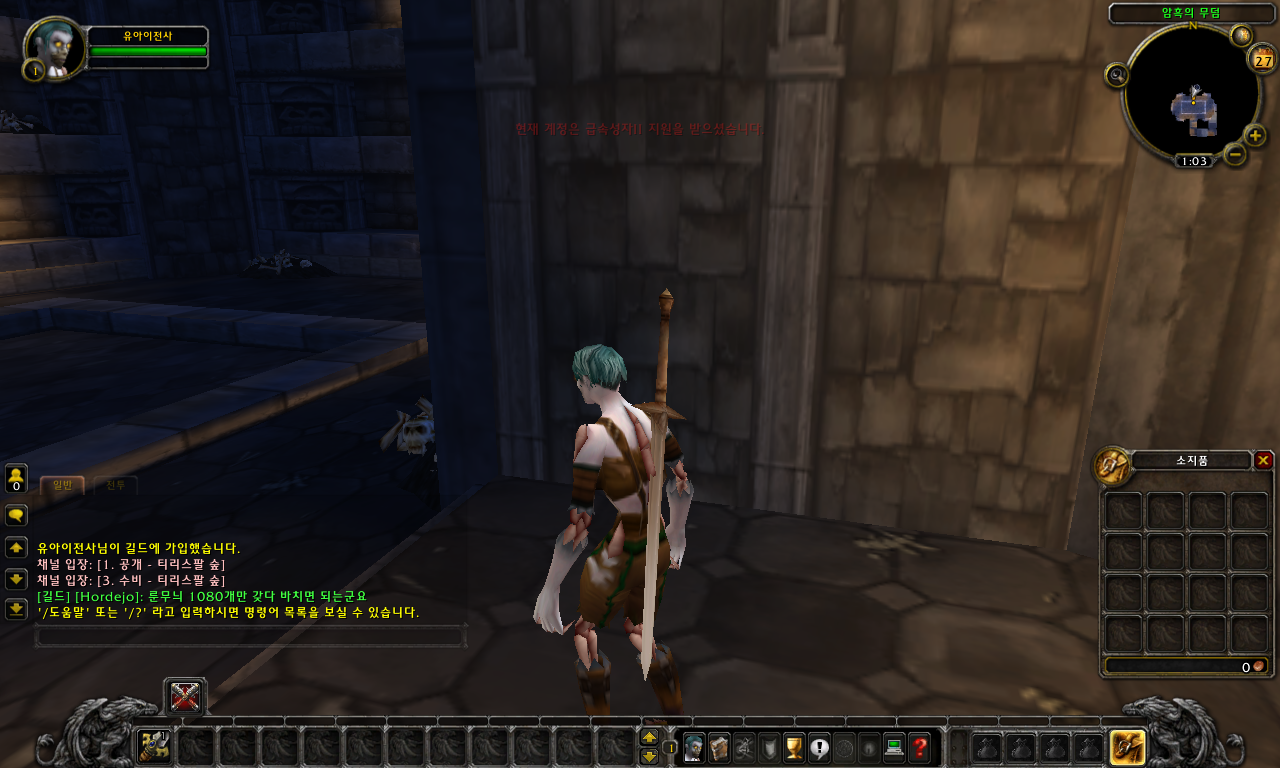 유아이전사
1
암흑의 무덤
N
27
1:03
현재 계정은 급속성장!! 지원을 받으셨습니다.
소지품
0
일반
전투
0
유아이전사님이 길드에 가입했습니다.
채널 입장: [1. 공개 - 티리스팔 숲]
채널 입장: [3. 수비 - 티리스팔 숲]
[길드] [Hordejo]: 룬무늬 1080개만 갖다 바치면 되는군요
'/도움말' 또는 '/?' 라고 입력하시면 명령어 목록을 보실 수 있습니다.
1